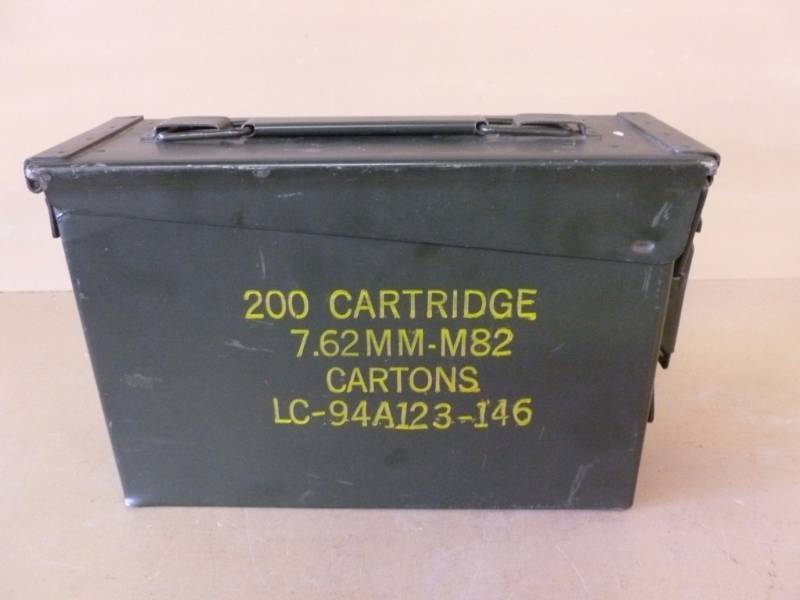 200 CARTRIDGE
7.62MM-M82
CARTONS
LC-94A123-146